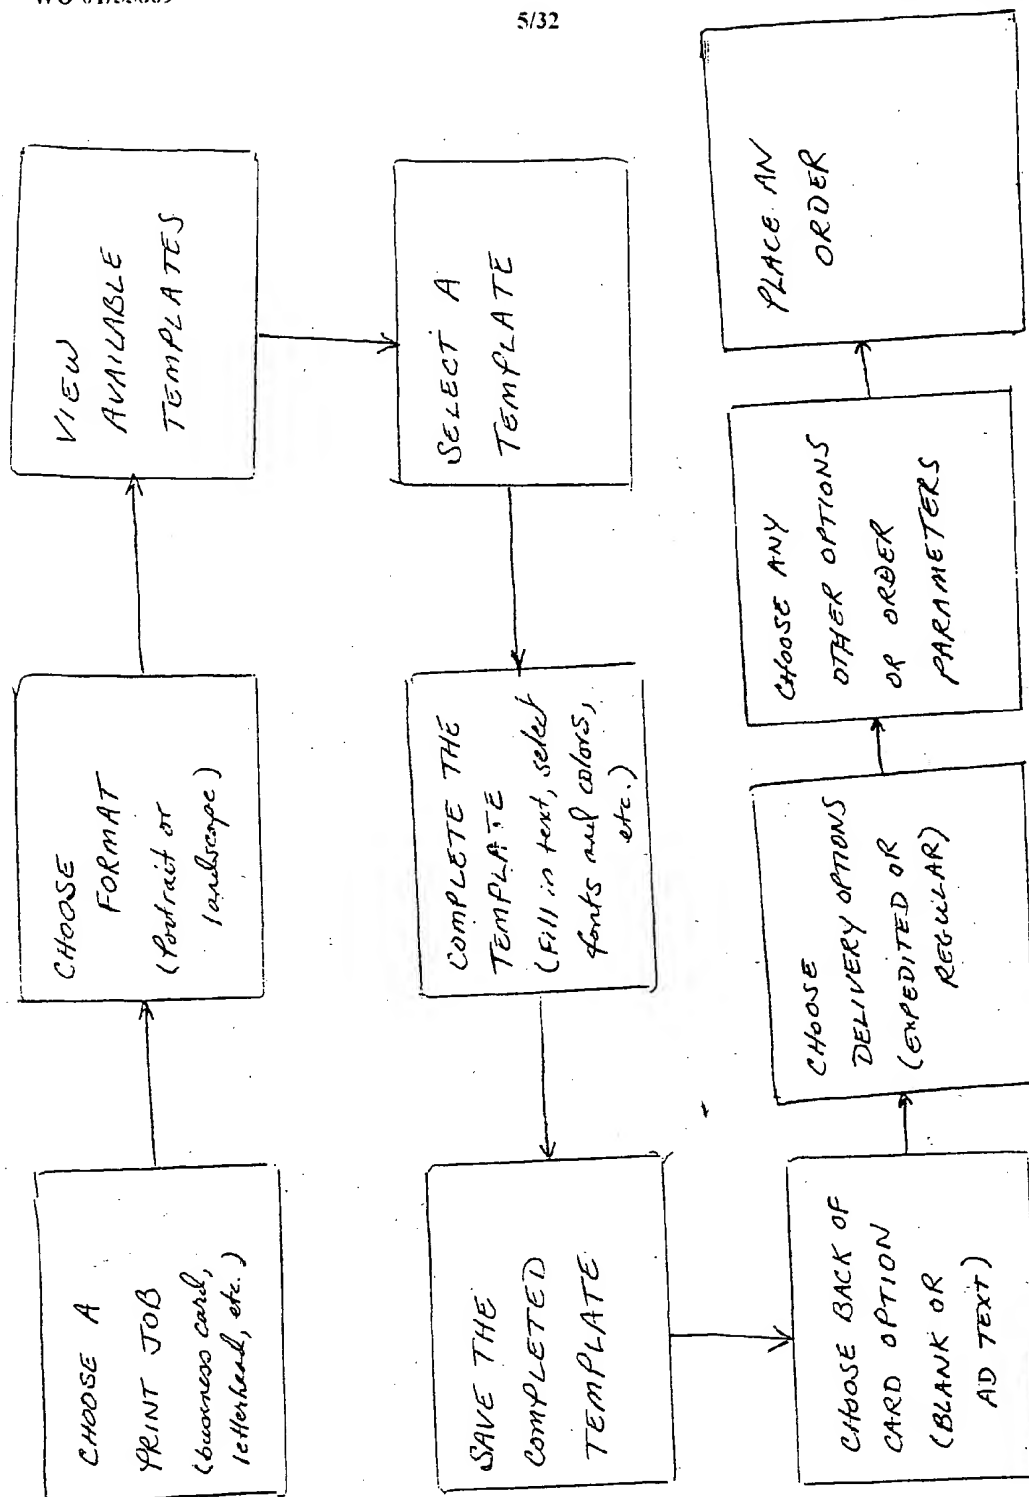 5/32
CHOOSE A
PRINT JOB
(business card,
letterhead, etc.)
CHOOSE
FORMAT
(Portrait or
landscape)
VIEW
AVAILABLE
TEMPLATES
SELECT A
TEMPLATE
COMPLETE THE
TEMPLATE
(Fill in text, select
fonts and colors,
etc.)
SAVE THE
COMPLETED
TEMPLATE
CHOOSE BACK OF
CARD OPTION
(BLANK OR
AD TEXT)
CHOOSE
DELIVERY OPTIONS
(EXPEDITED OR
REGULAR)
CHOOSE ANY
OTHER OPTIONS
OR ORDER
PARAMETERS
PLACE AN
ORDER